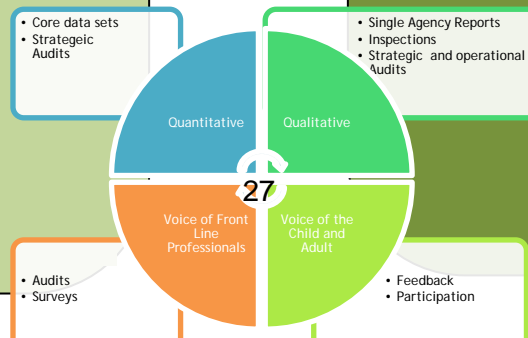 • Core data sets
• Strategeic
Audits
• Single Agency Reports
• Inspections
• Strategic and operational
Audits
Quantitative
Qualitative
27
Voice of Front
Line
Professionals
Voice of the
Child and
Adult
• Audits
• Surveys
• Feedback
• Participation